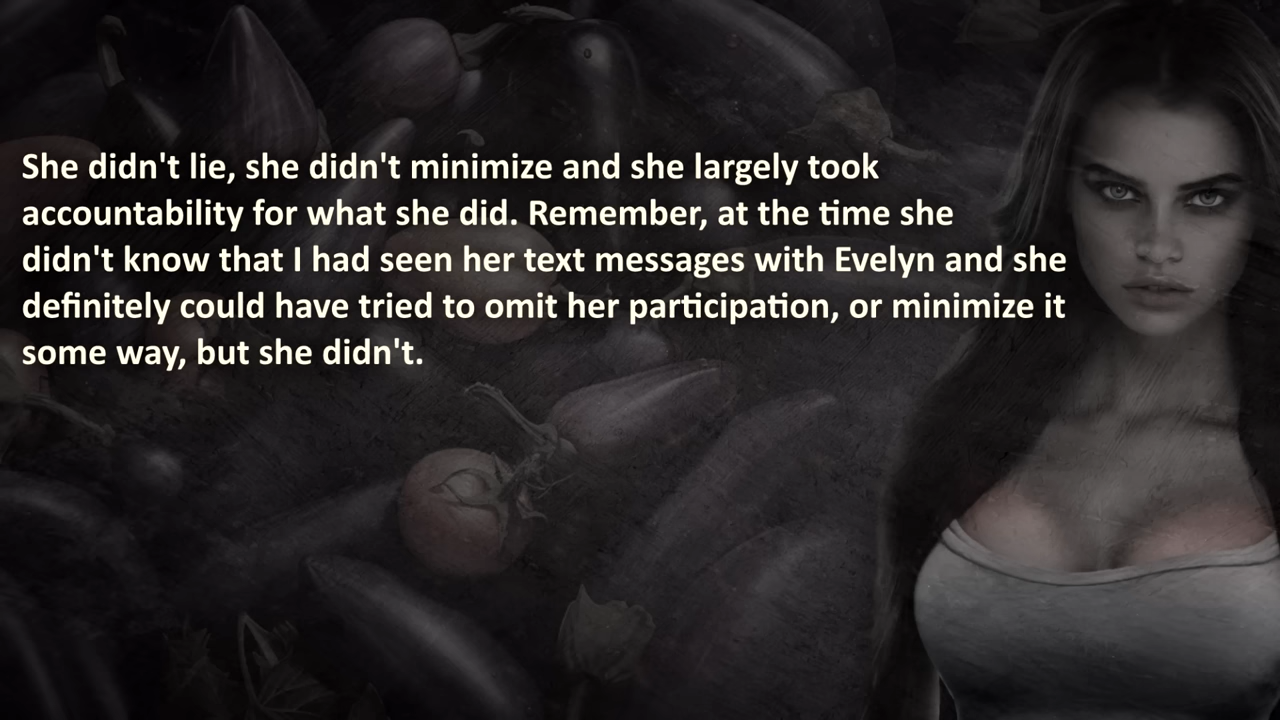 She didn't lie, she didn't minimize and she largely took
accountability for what she did. Remember, at the time she
didn't know that I had seen her text messages with Evelyn and she
definitely could have tried to omit her participation, or minimize it
some way, but she didn't.